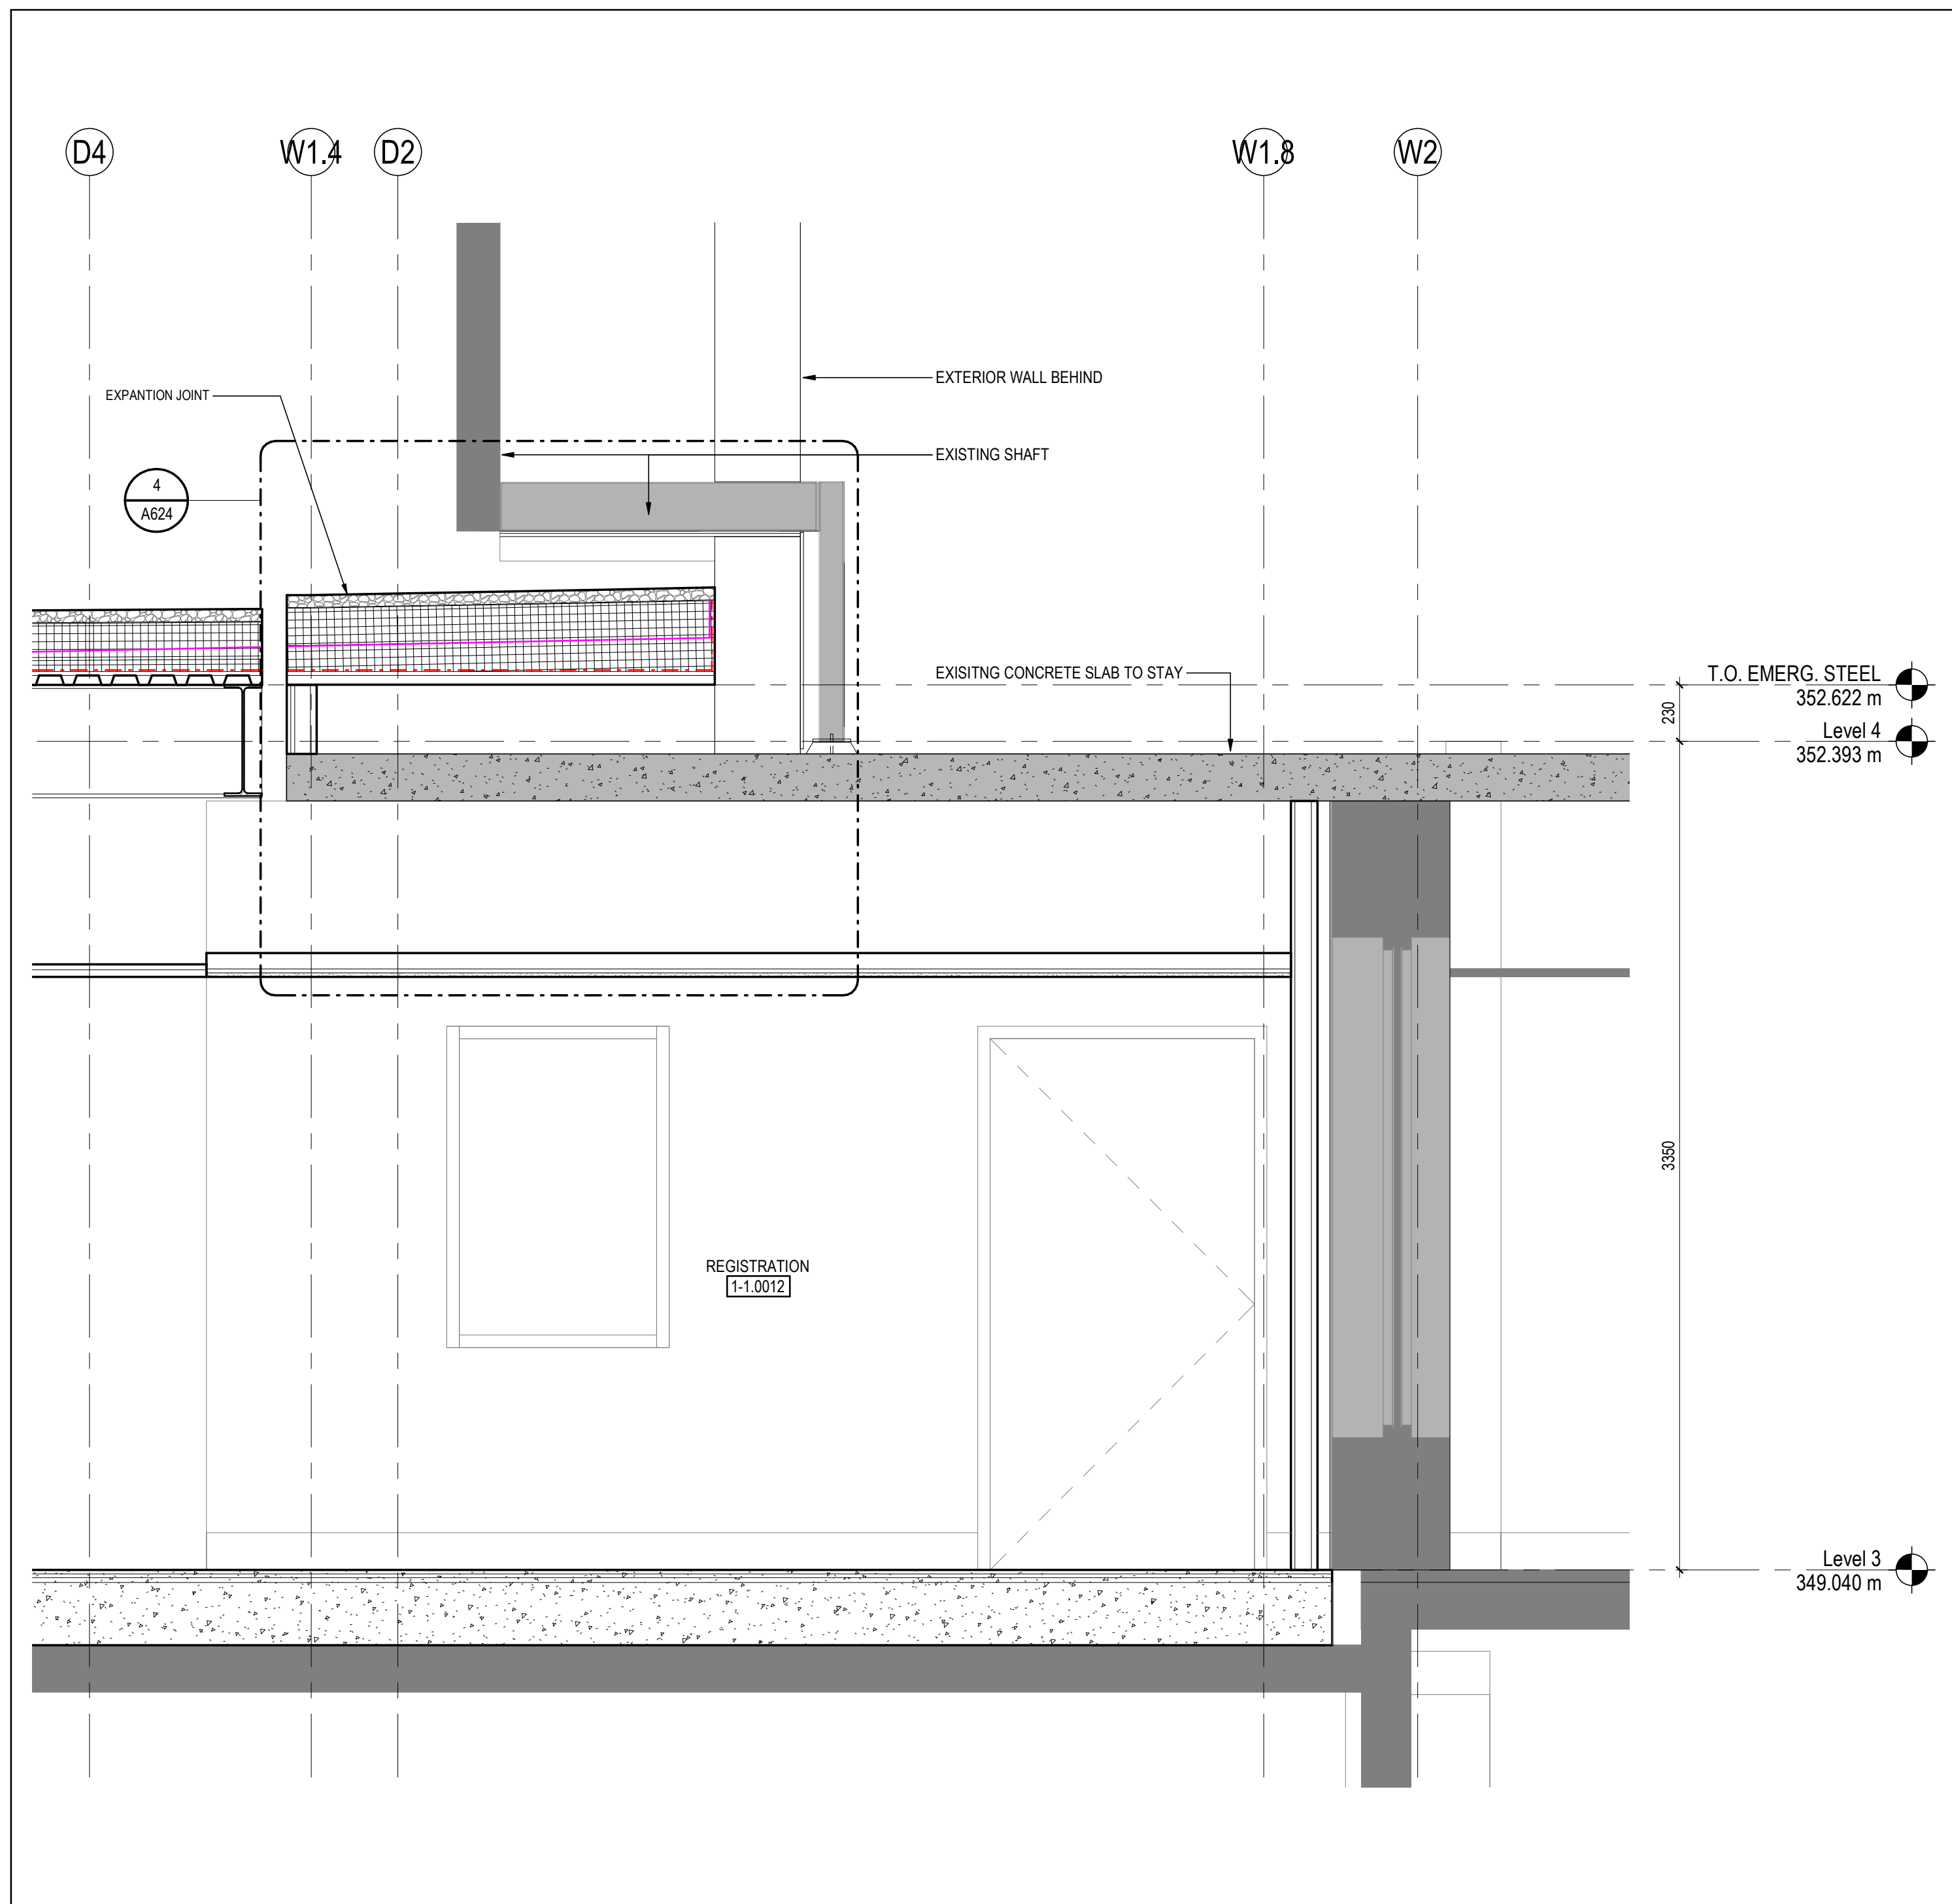 D4
W1.4
D2
W1.8
W2
EXTERIOR WALL BEHIND
EXPANTION JOINT
EXISTING SHAFT
4
A624
EXISITNG CONCRETE SLAB TO STAY
T.O. EMERG. STEEL
352.622 m
230
Level 4
352.393 m
3350
REGISTRATION
1-1.0012
Level 3
349.040 m